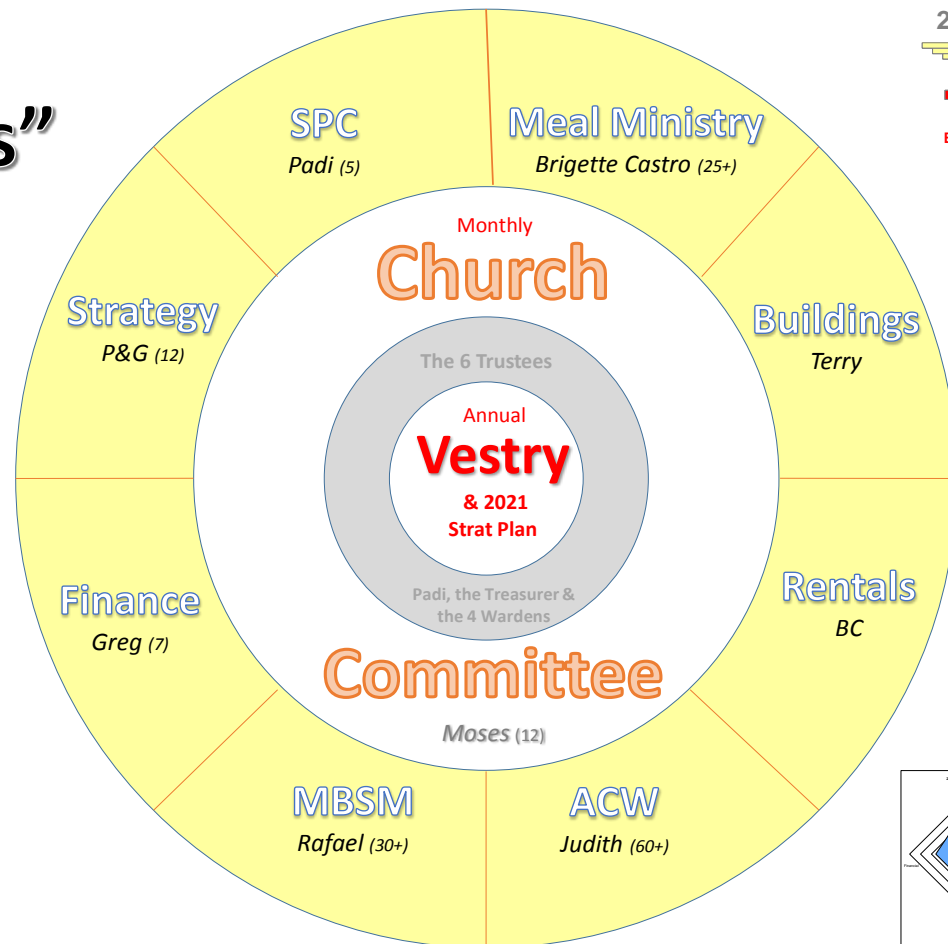 s”
2
SPC
Padi (5)
Meal Ministry
Brigette Castro (25+)
Monthly
Church
Strategy
P&G (12)
Buildings
Terry
The 6 Trustees
Annual
Vestry
& 2021
Strat Plan
Padi, the Treasurer &
the 4 Wardens
Finance
Greg (7)
Rentals
BC
Committee
Moses (12)
MBSM
Rafael (30+)
ACW
Judith (60+)